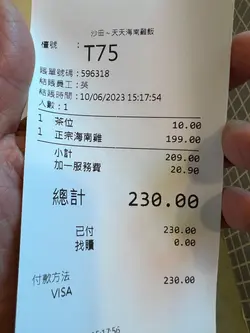 沙田～天天海南雞飯
檯號： T75
賬單號碼：596318
結賬員工：英
結賬時間：10/06/2023 15:17:54
人數：1
1 茶位 10.00
1 正宗海南雞 199.00
小計 209.00
加一服務費 20.90
總計 230.00
已付 230.00
找贖 0.00
付款方法
VISA 230.00
15:17:56